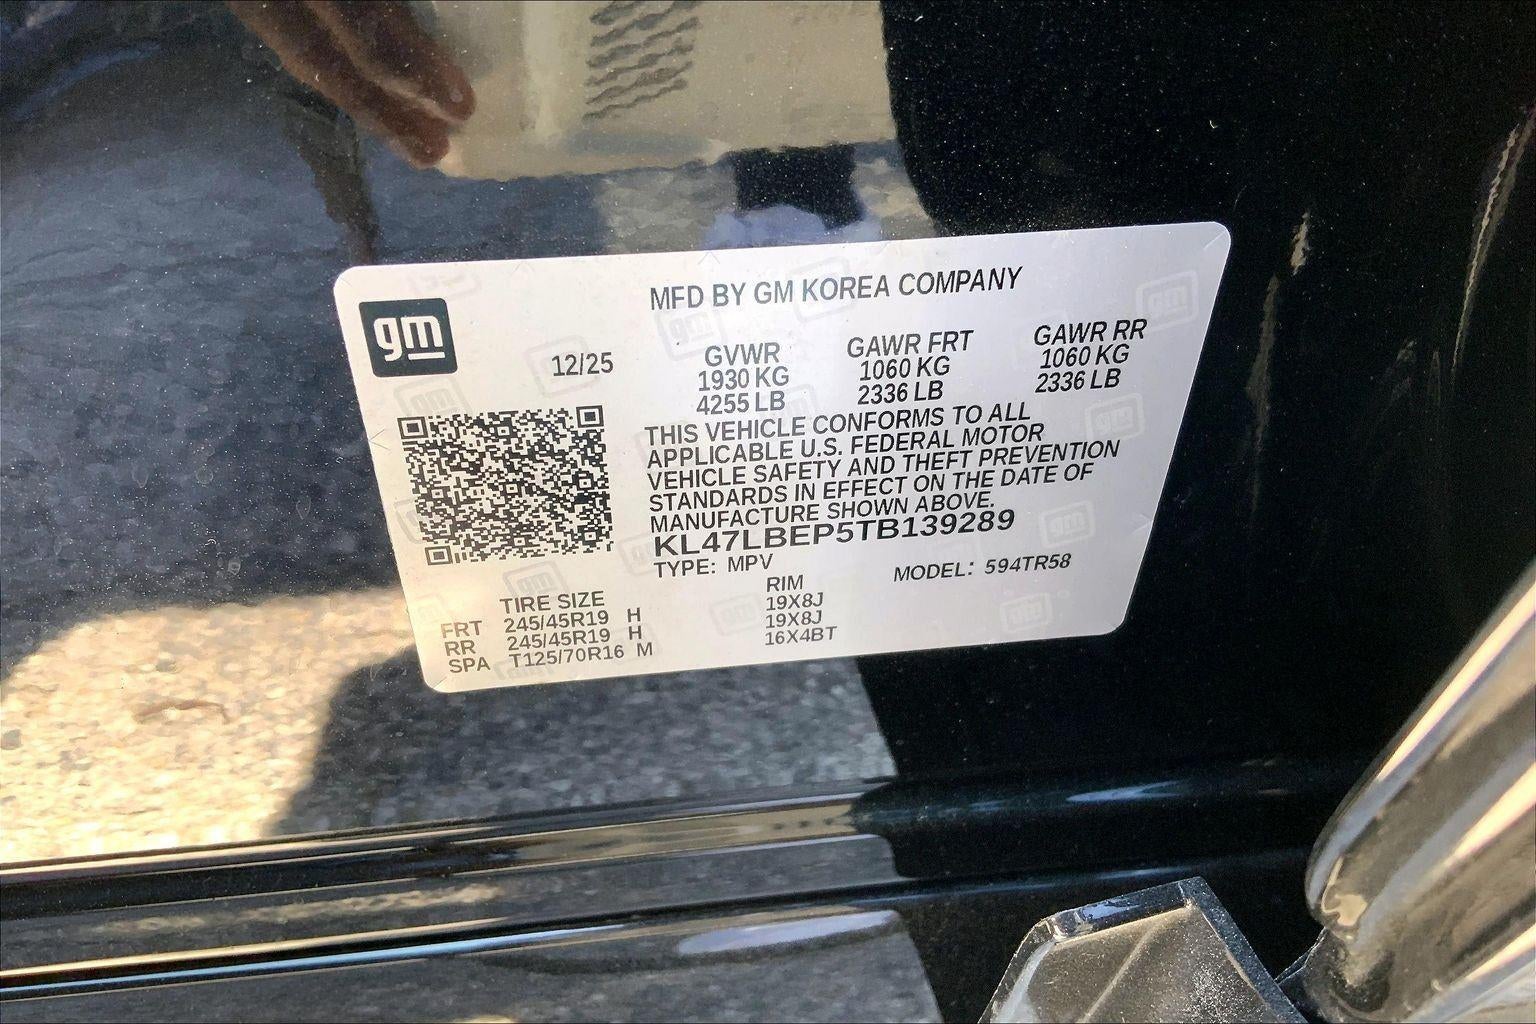 gm
MFD BY GM KOREA COMPANY
12/25
GVWR GAWR FRT GAWR RR
1930 KG 1060 KG 1060 KG
4255 LB 2336 LB 2336 LB
THIS VEHICLE CONFORMS TO ALL
APPLICABLE U.S. FEDERAL MOTOR
VEHICLE SAFETY AND THEFT PREVENTION
STANDARDS IN EFFECT ON THE DATE OF
MANUFACTURE SHOWN ABOVE.
KL47LBEP5TB139289
TYPE: MPV MODEL: 594TR58
TIRE SIZE RIM
FRT 245/45R19 H 19X8J
RR 245/45R19 H 19X8J
SPA T125/70R16 M 16X4BT